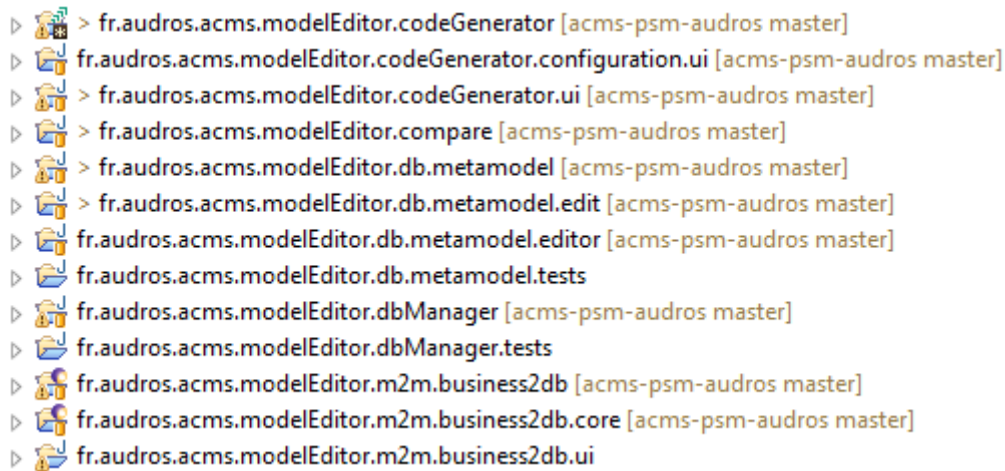 > fr.audros.acms.modelEditor.codeGenerator [acms-psm-audros master]
fr.audros.acms.modelEditor.codeGenerator.configuration.ui [acms-psm-audros master]
> fr.audros.acms.modelEditor.codeGenerator.ui [acms-psm-audros master]
> fr.audros.acms.modelEditor.compare [acms-psm-audros master]
> fr.audros.acms.modelEditor.db.metamodel [acms-psm-audros master]
> fr.audros.acms.modelEditor.db.metamodel.edit [acms-psm-audros master]
fr.audros.acms.modelEditor.db.metamodel.editor [acms-psm-audros master]
fr.audros.acms.modelEditor.db.metamodel.tests
fr.audros.acms.modelEditor.dbManager [acms-psm-audros master]
fr.audros.acms.modelEditor.dbManager.tests
fr.audros.acms.modelEditor.m2m.business2db [acms-psm-audros master]
fr.audros.acms.modelEditor.m2m.business2db.core [acms-psm-audros master]
fr.audros.acms.modelEditor.m2m.business2db.ui